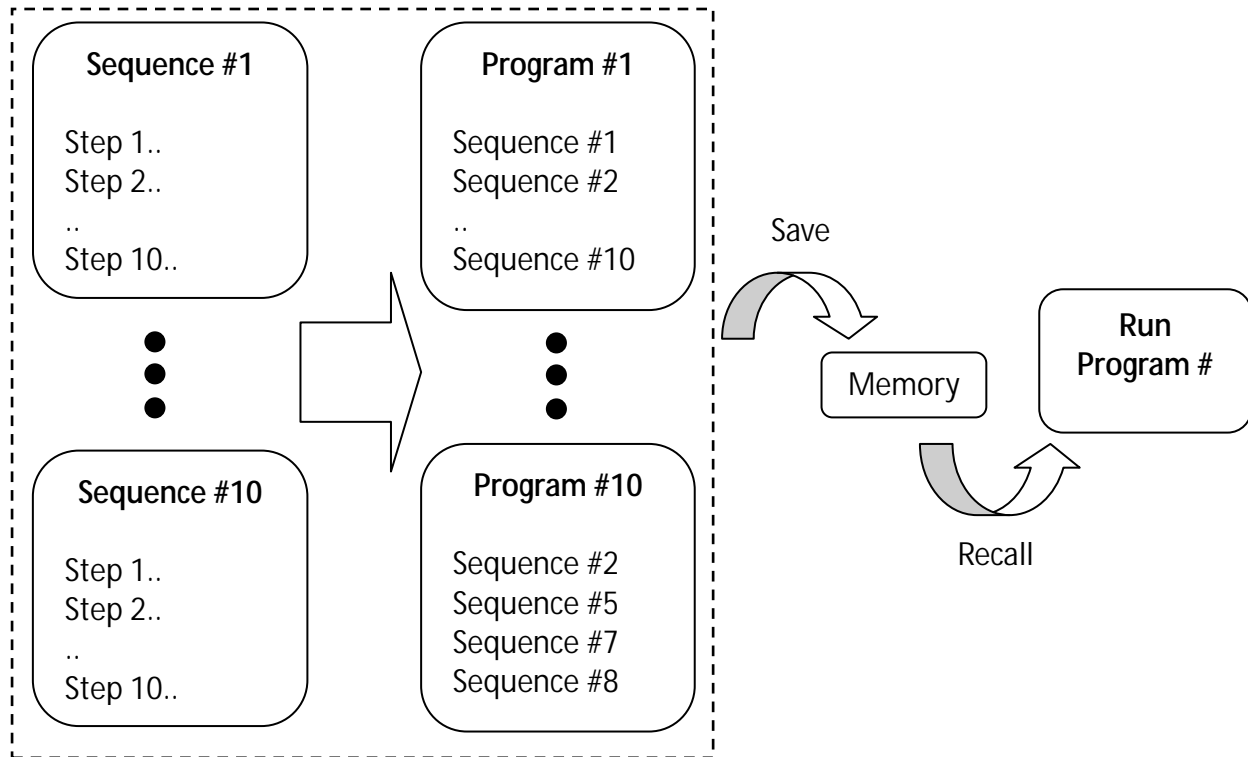 Sequence #1
Step 1..
Step 2..
..
Step 10..
Program #1
Sequence #1
Sequence #2
..
Sequence #10
Sequence #10
Step 1..
Step 2..
..
Step 10..
Program #10
Sequence #2
Sequence #5
Sequence #7
Sequence #8
Save
Memory
Recall
Run
Program #